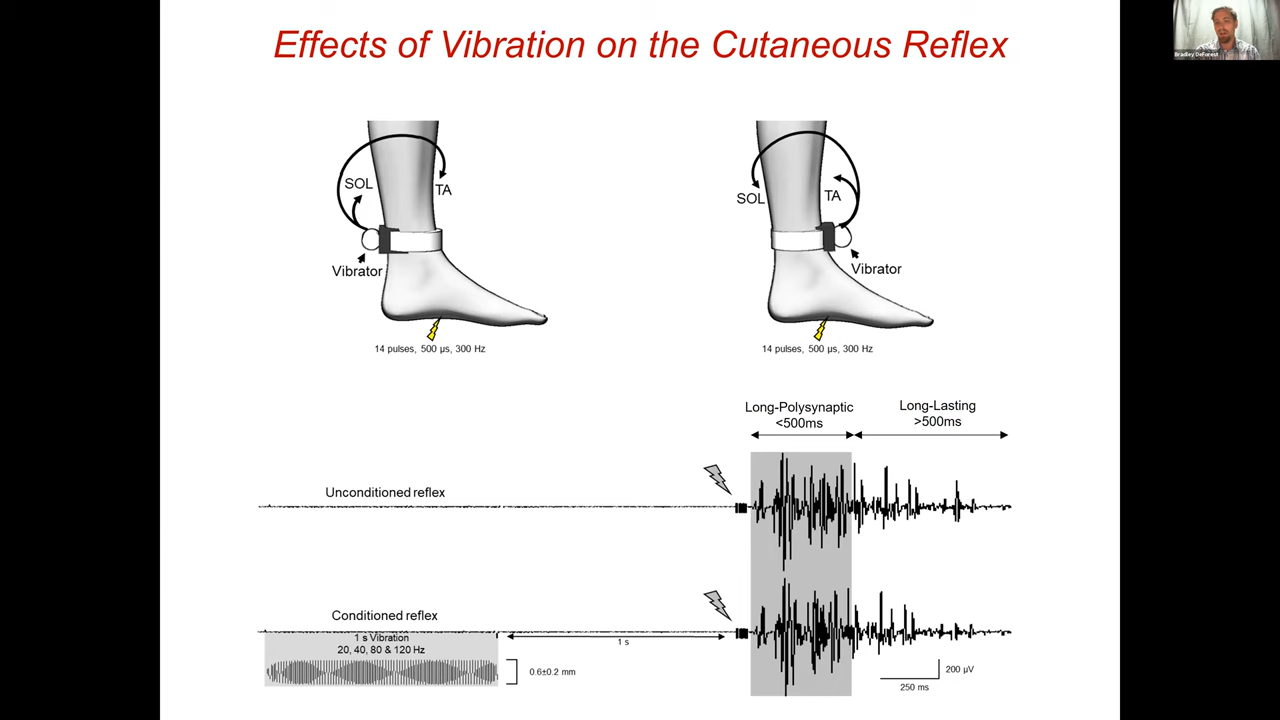 Effects of Vibration on the Cutaneous Reflex
Bradley DeForest
SOL
TA
Vibrator
14 pulses, 500 µs, 300 Hz
SOL
TA
Vibrator
14 pulses, 500 µs, 300 Hz
Long-Polysynaptic
<500ms
Long-Lasting
>500ms
Unconditioned reflex
Conditioned reflex
1 s Vibration
20, 40, 80 & 120 Hz
1 s
0.6±0.2 mm
200 µV
250 ms